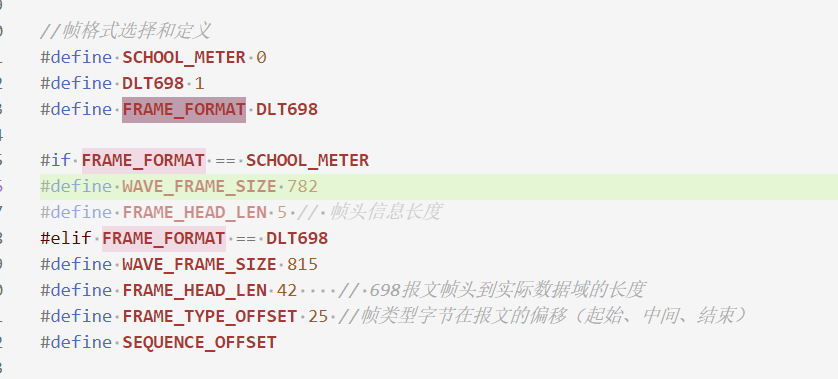 //帧格式选择和定义
#define SCHOOL_METER 0
#define DLT698 1
#define FRAME_FORMAT DLT698
#if FRAME_FORMAT == SCHOOL_METER
#define WAVE_FRAME_SIZE 782
#define FRAME_HEAD_LEN 5 // 帧头信息长度
#elif FRAME_FORMAT == DLT698
#define WAVE_FRAME_SIZE 815
#define FRAME_HEAD_LEN 42    // 698报文帧头到实际数据域的长度
#define FRAME_TYPE_OFFSET 25 //帧类型字节在报文的偏移（起始、中间、结束）
#define SEQUENCE_OFFSET